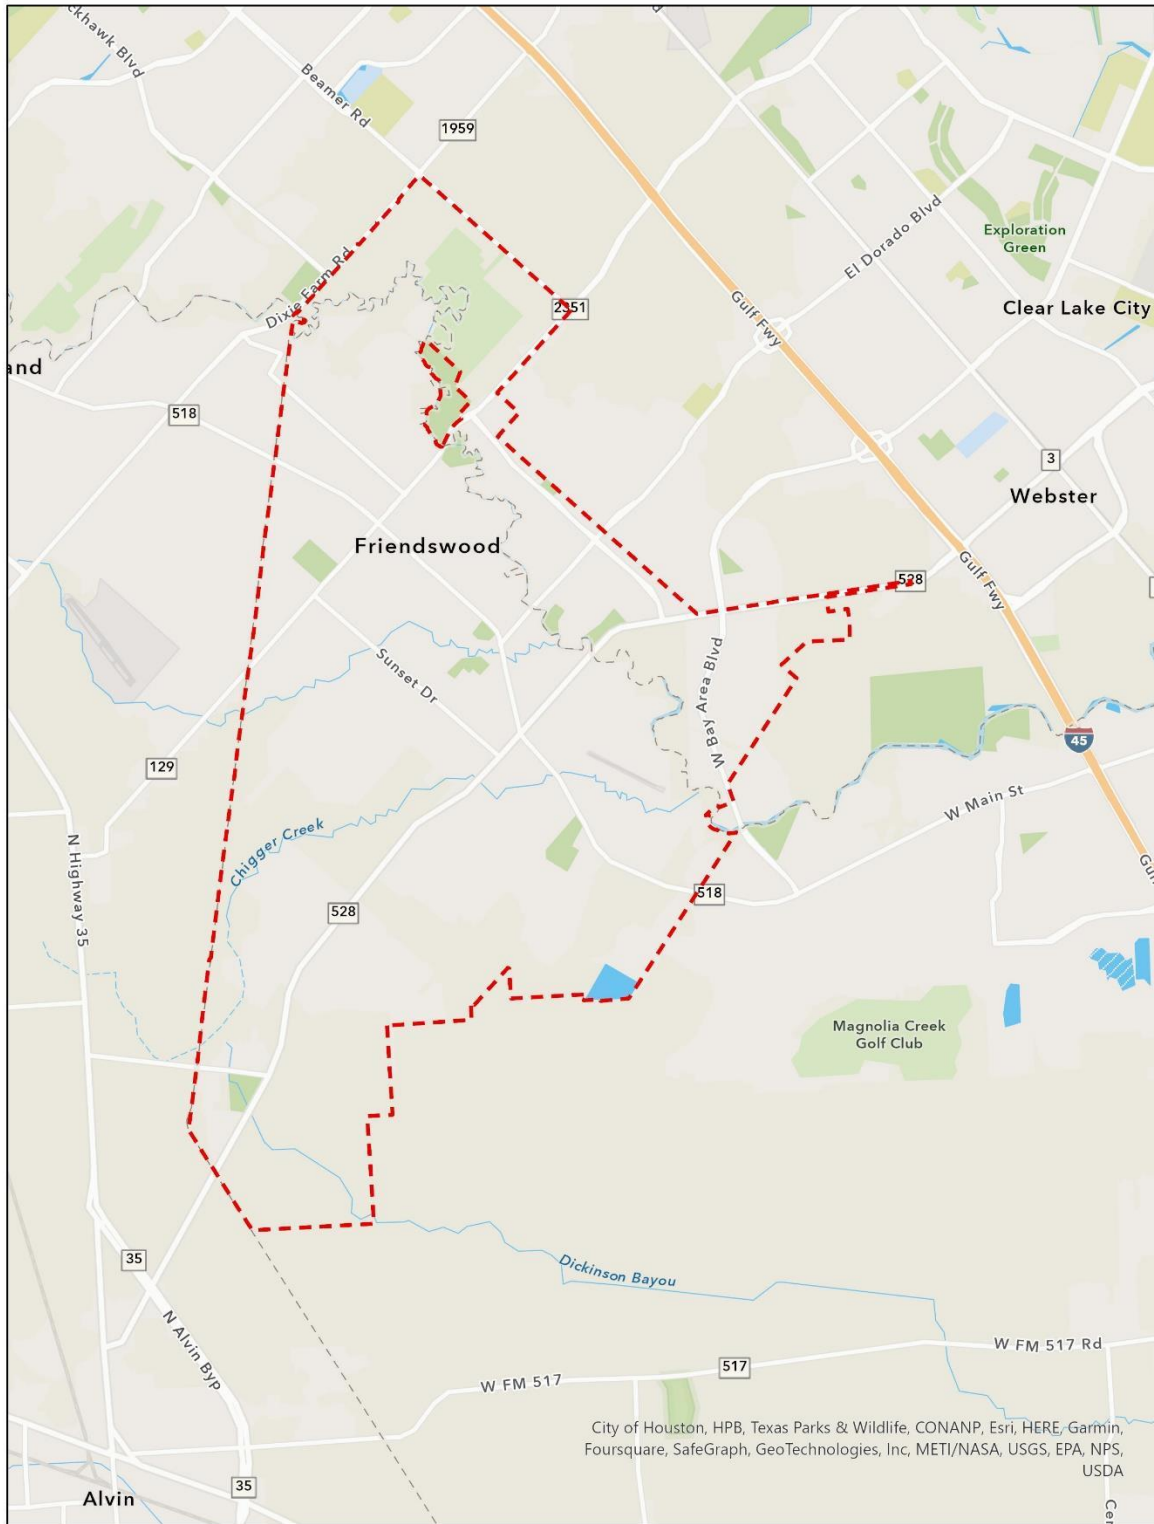 ckhawk Blvd
Beamer Rd
1959
Exploration
Green
El Dorado Blvd
Dixie Farm Rd
2351
Gulf Fwy
Clear Lake City
and
518
3
Webster
Friendswood
528
Gulf Fwy
Sunset Dr
W Bay Area Blvd
129
45
W Main St
Chigger Creek
N Highway 35
518
528
Gul
Magnolia Creek
Golf Club
35
Dickinson Bayou
N Alvin Byp
W FM 517 Rd
517
W FM 517
City of Houston, HPB, Texas Parks & Wildlife, CONANP, Esri, HERE, Garmin,
Foursquare, SafeGraph, GeoTechnologies, Inc, METI/NASA, USGS, EPA, NPS,
USDA
35
Alvin
Cen